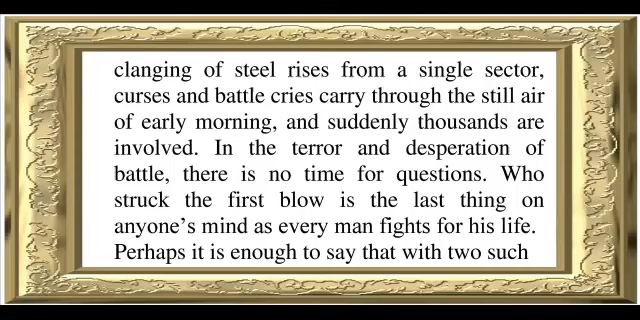 clanging of steel rises from a single sector,
curses and battle cries carry through the still air
of early morning, and suddenly thousands are
involved. In the terror and desperation of
battle, there is no time for questions. Who
struck the first blow is the last thing on
anyone's mind as every man fights for his life.
Perhaps it is enough to say that with two such